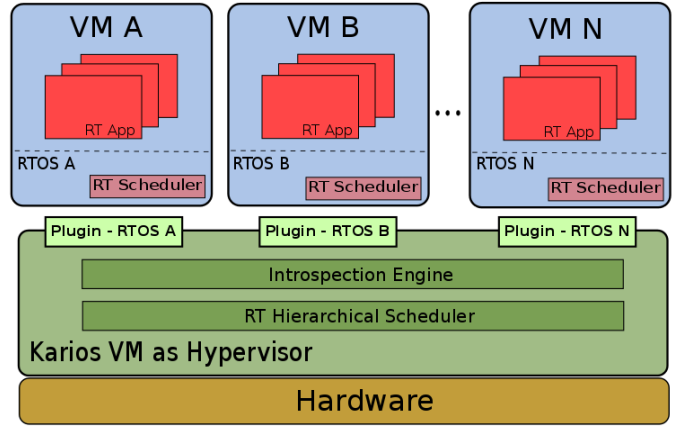 VM A
VM B
VM N
RT App
RT App
RT App
...
RTOS A
RTOS B
RTOS N
RT Scheduler
RT Scheduler
RT Scheduler
Plugin - RTOS A
Plugin - RTOS B
Plugin - RTOS N
Introspection Engine
RT Hierarchical Scheduler
Karios VM as Hypervisor
Hardware